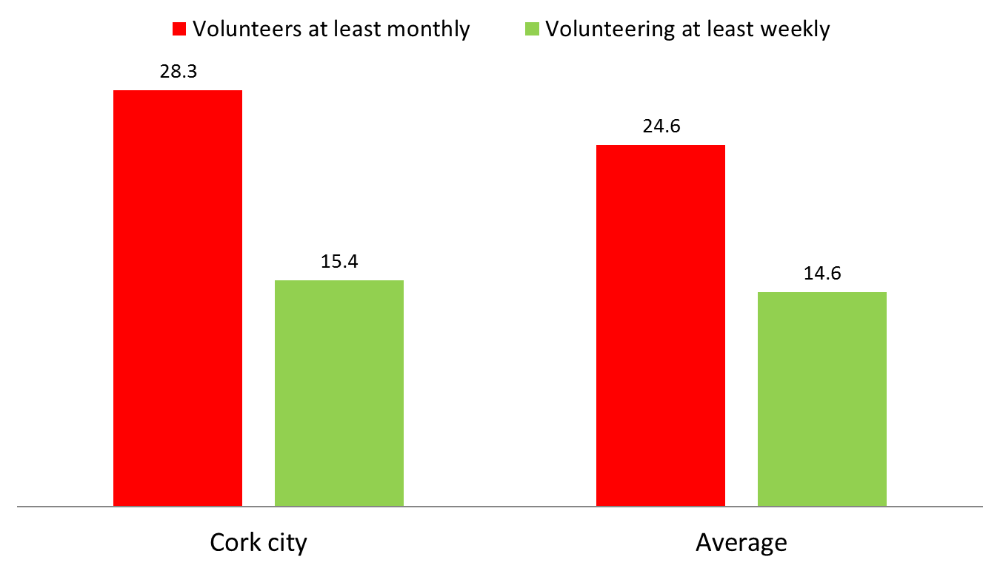 Volunteers at least monthly Volunteering at least weekly
28.3
24.6
15.4
14.6
Cork city Average